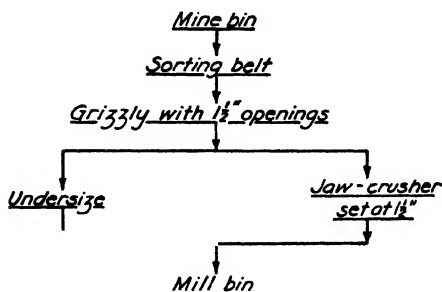 Mine bin
Sorting belt
Grizzly with 1½" openings
Undersize
Jaw-crusher
set at 1½"
Mill bin